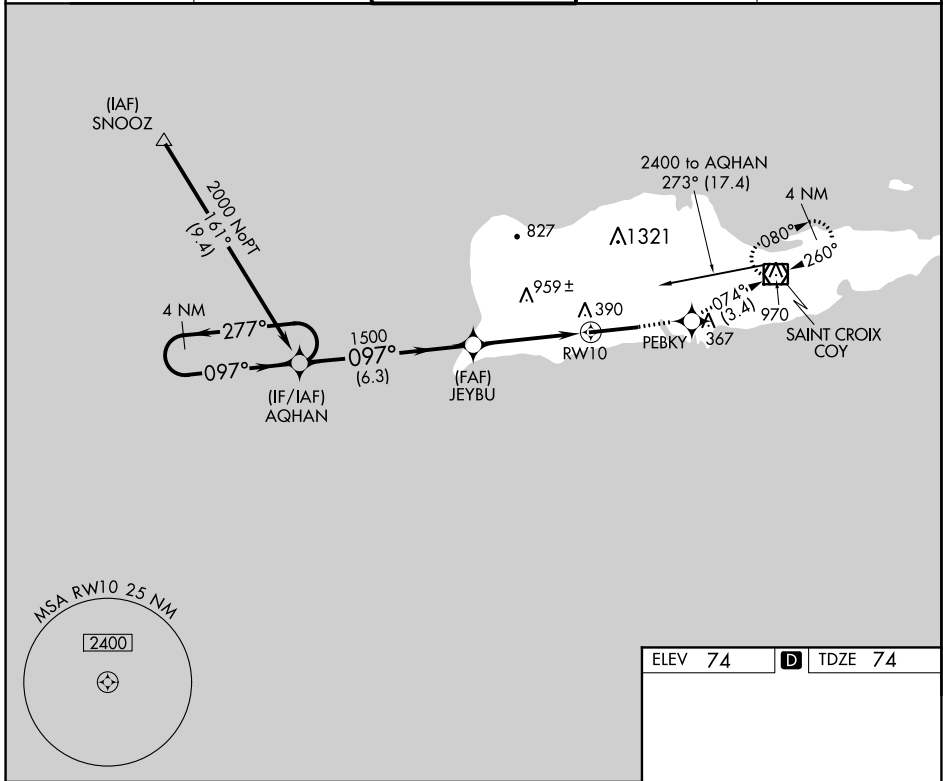 (IAF)
SNOOZ
2000 NoPT
161°
(9.4)
2400 to AQHAN
273° (17.4)
4 NM
827
1321
080°
260°
959 ±
390
074°
(3.4)
970
4 NM
277°
097°
1500
097°
(6.3)
RW10
PEBKY
367
SAINT CROIX
COY
(FAF)
JEYBU
(IF/IAF)
AQHAN
MSA RW10 25 NM
2400
ELEV 74 D TDZE 74